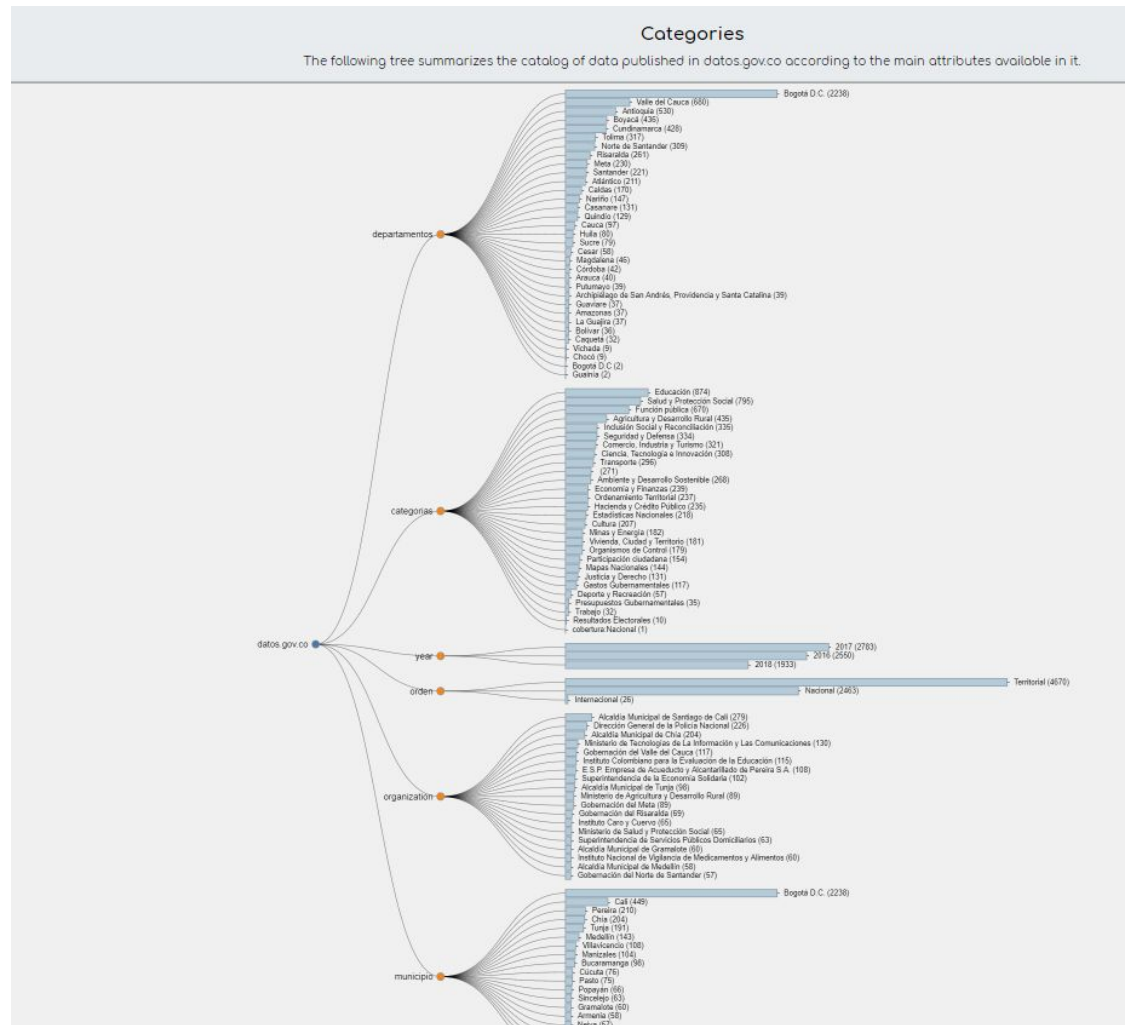 Categories
The following tree summarizes the catalog of data published in datos.gov.co according to the main attributes available in it.
Bogotá D.C. (2238)
Valle del Cauca (680)
Antioquia (530)
Boyacá (436)
Cundinamarca (428)
Tolima (317)
Norte de Santander (309)
Risaralda (261)
Meta (230)
Santander (221)
Atlántico (211)
Caldas (170)
Nariño (147)
Casanare (131)
Quindío (129)
Cauca (97)
departamentos
Huila (80)
Sucre (79)
Cesar (58)
Magdalena (46)
Córdoba (42)
Arauca (40)
Putumayo (39)
Archipiélago de San Andrés, Providencia y Santa Catalina (39)
Guaviare (37)
Amazonas (37)
La Guajira (37)
Bolívar (36)
Caquetá (32)
Vichada (9)
Chocó (9)
Bogotá D.C (2)
Guainía (2)
Educación (874)
Salud y Protección Social (795)
Función pública (670)
Agricultura y Desarrollo Rural (435)
Inclusión Social y Reconciliación (335)
Seguridad y Defensa (334)
Comercio, Industria y Turismo (321)
Ciencia, Tecnología e Innovación (308)
Transporte (296)
(271)
Ambiente y Desarrollo Sostenible (268)
Economía y Finanzas (239)
Ordenamiento Territorial (237)
Hacienda y Crédito Público (235)
categorias
Estadísticas Nacionales (218)
Cultura (207)
Minas y Energía (182)
Vivienda, Ciudad y Territorio (181)
Organismos de Control (179)
Participación ciudadana (154)
Mapas Nacionales (144)
Justicia y Derecho (131)
Gastos Gubernamentales (117)
Deporte y Recreación (57)
Presupuestos Gubernamentales (35)
Trabajo (32)
Resultados Electorales (10)
cobertura Nacional (1)
datos.gov.co
2017 (2783)
year
2016 (2550)
2018 (1933)
Territorial (4670)
orden
Nacional (2463)
Internacional (26)
Alcaldía Municipal de Santiago de Cali (279)
Dirección General de la Policía Nacional (226)
Alcaldía Municipal de Chía (204)
Ministerio de Tecnologías de La Información y Las Comunicaciones (130)
Gobernación del Valle del Cauca (117)
Instituto Colombiano para la Evaluación de la Educación (115)
E.S.P. Empresa de Acueducto y Alcantarillado de Pereira S.A. (108)
Superintendencia de la Economía Solidaria (102)
Alcaldía Municipal de Tunja (98)
organization
Ministerio de Agricultura y Desarrollo Rural (89)
Gobernación del Meta (89)
Gobernación del Risaralda (69)
Instituto Caro y Cuervo (65)
Ministerio de Salud y Protección Social (65)
Superintendencia de Servicios Públicos Domiciliarios (63)
Alcaldía Municipal de Gramalote (60)
Instituto Nacional de Vigilancia de Medicamentos y Alimentos (60)
Alcaldía Municipal de Medellín (58)
Gobernación del Norte de Santander (57)
Bogotá D.C. (2238)
Cali (449)
Pereira (210)
Chía (204)
Tunja (191)
Medellín (143)
Villavicencio (108)
Manizales (104)
Bucaramanga (98)
municipio
Cúcuta (76)
Pasto (75)
Popayán (66)
Sincelejo (63)
Gramalote (60)
Armenia (58)
Neiva (57)